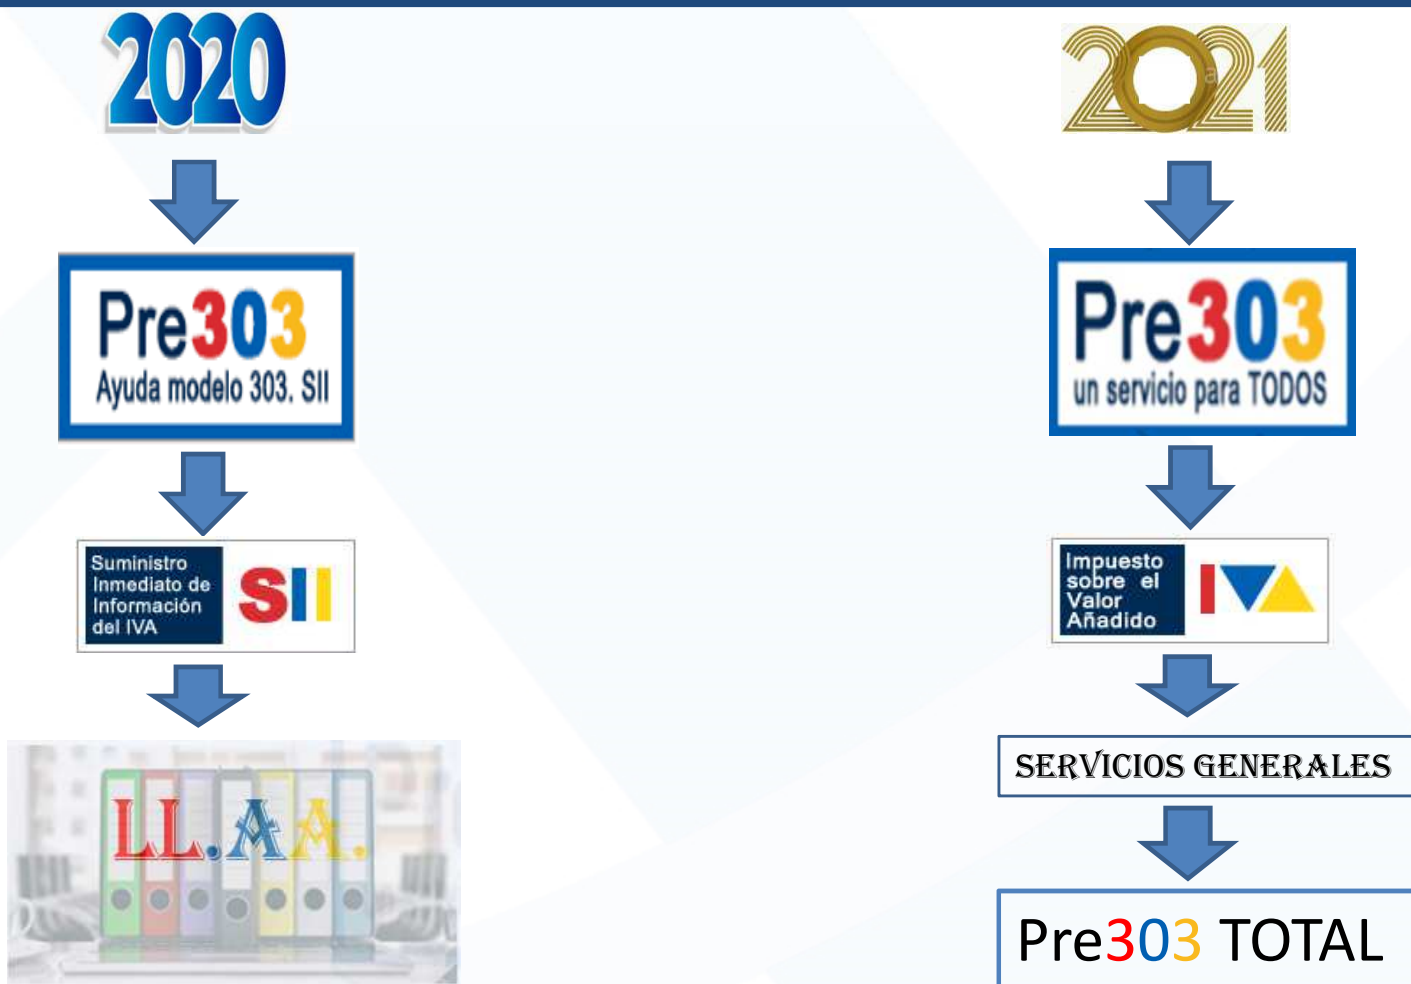 2020
Pre303
Ayuda modelo 303. SII
Suministro
Inmediato de
Información
del IVA
SII
LL.AA.
2021
a
Pre303
un servicio para TODOS
Impuesto
sobre el
Valor
Añadido
IVA
SERVICIOS GENERALES
Pre303 TOTAL